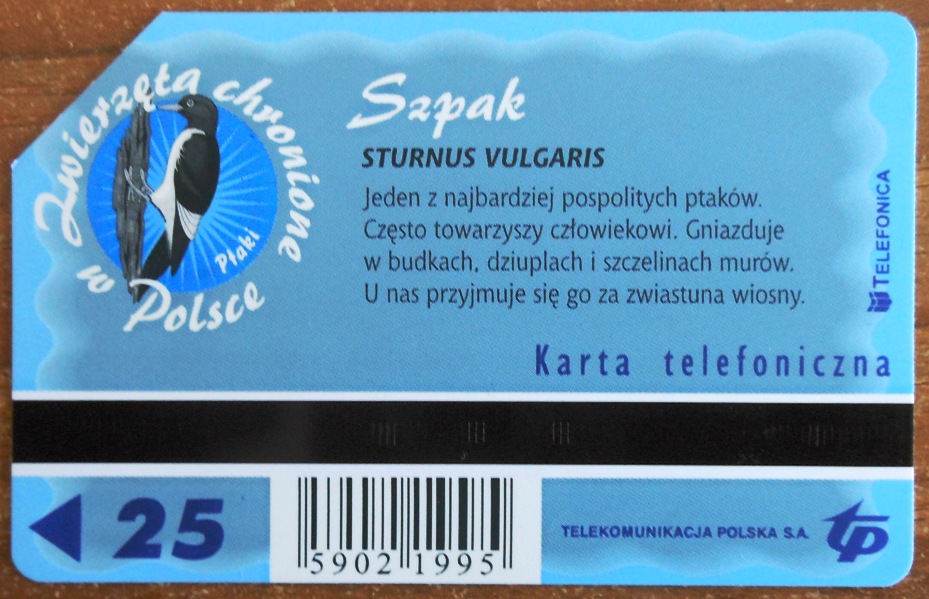 Zwierzęta chronione
w Polsce
Ptaki
Szpak
STURNUS VULGARIS
Jeden z najbardziej pospolitych ptaków.
Często towarzyszy człowiekowi. Gniazduje
w budkach, dziuplach i szczelinach murów.
U nas przyjmuje się go za zwiastuna wiosny.
TELEFONICA
Karta telefoniczna
25
5902 1995
TELEKOMUNIKACJA POLSKA S.A.
tp